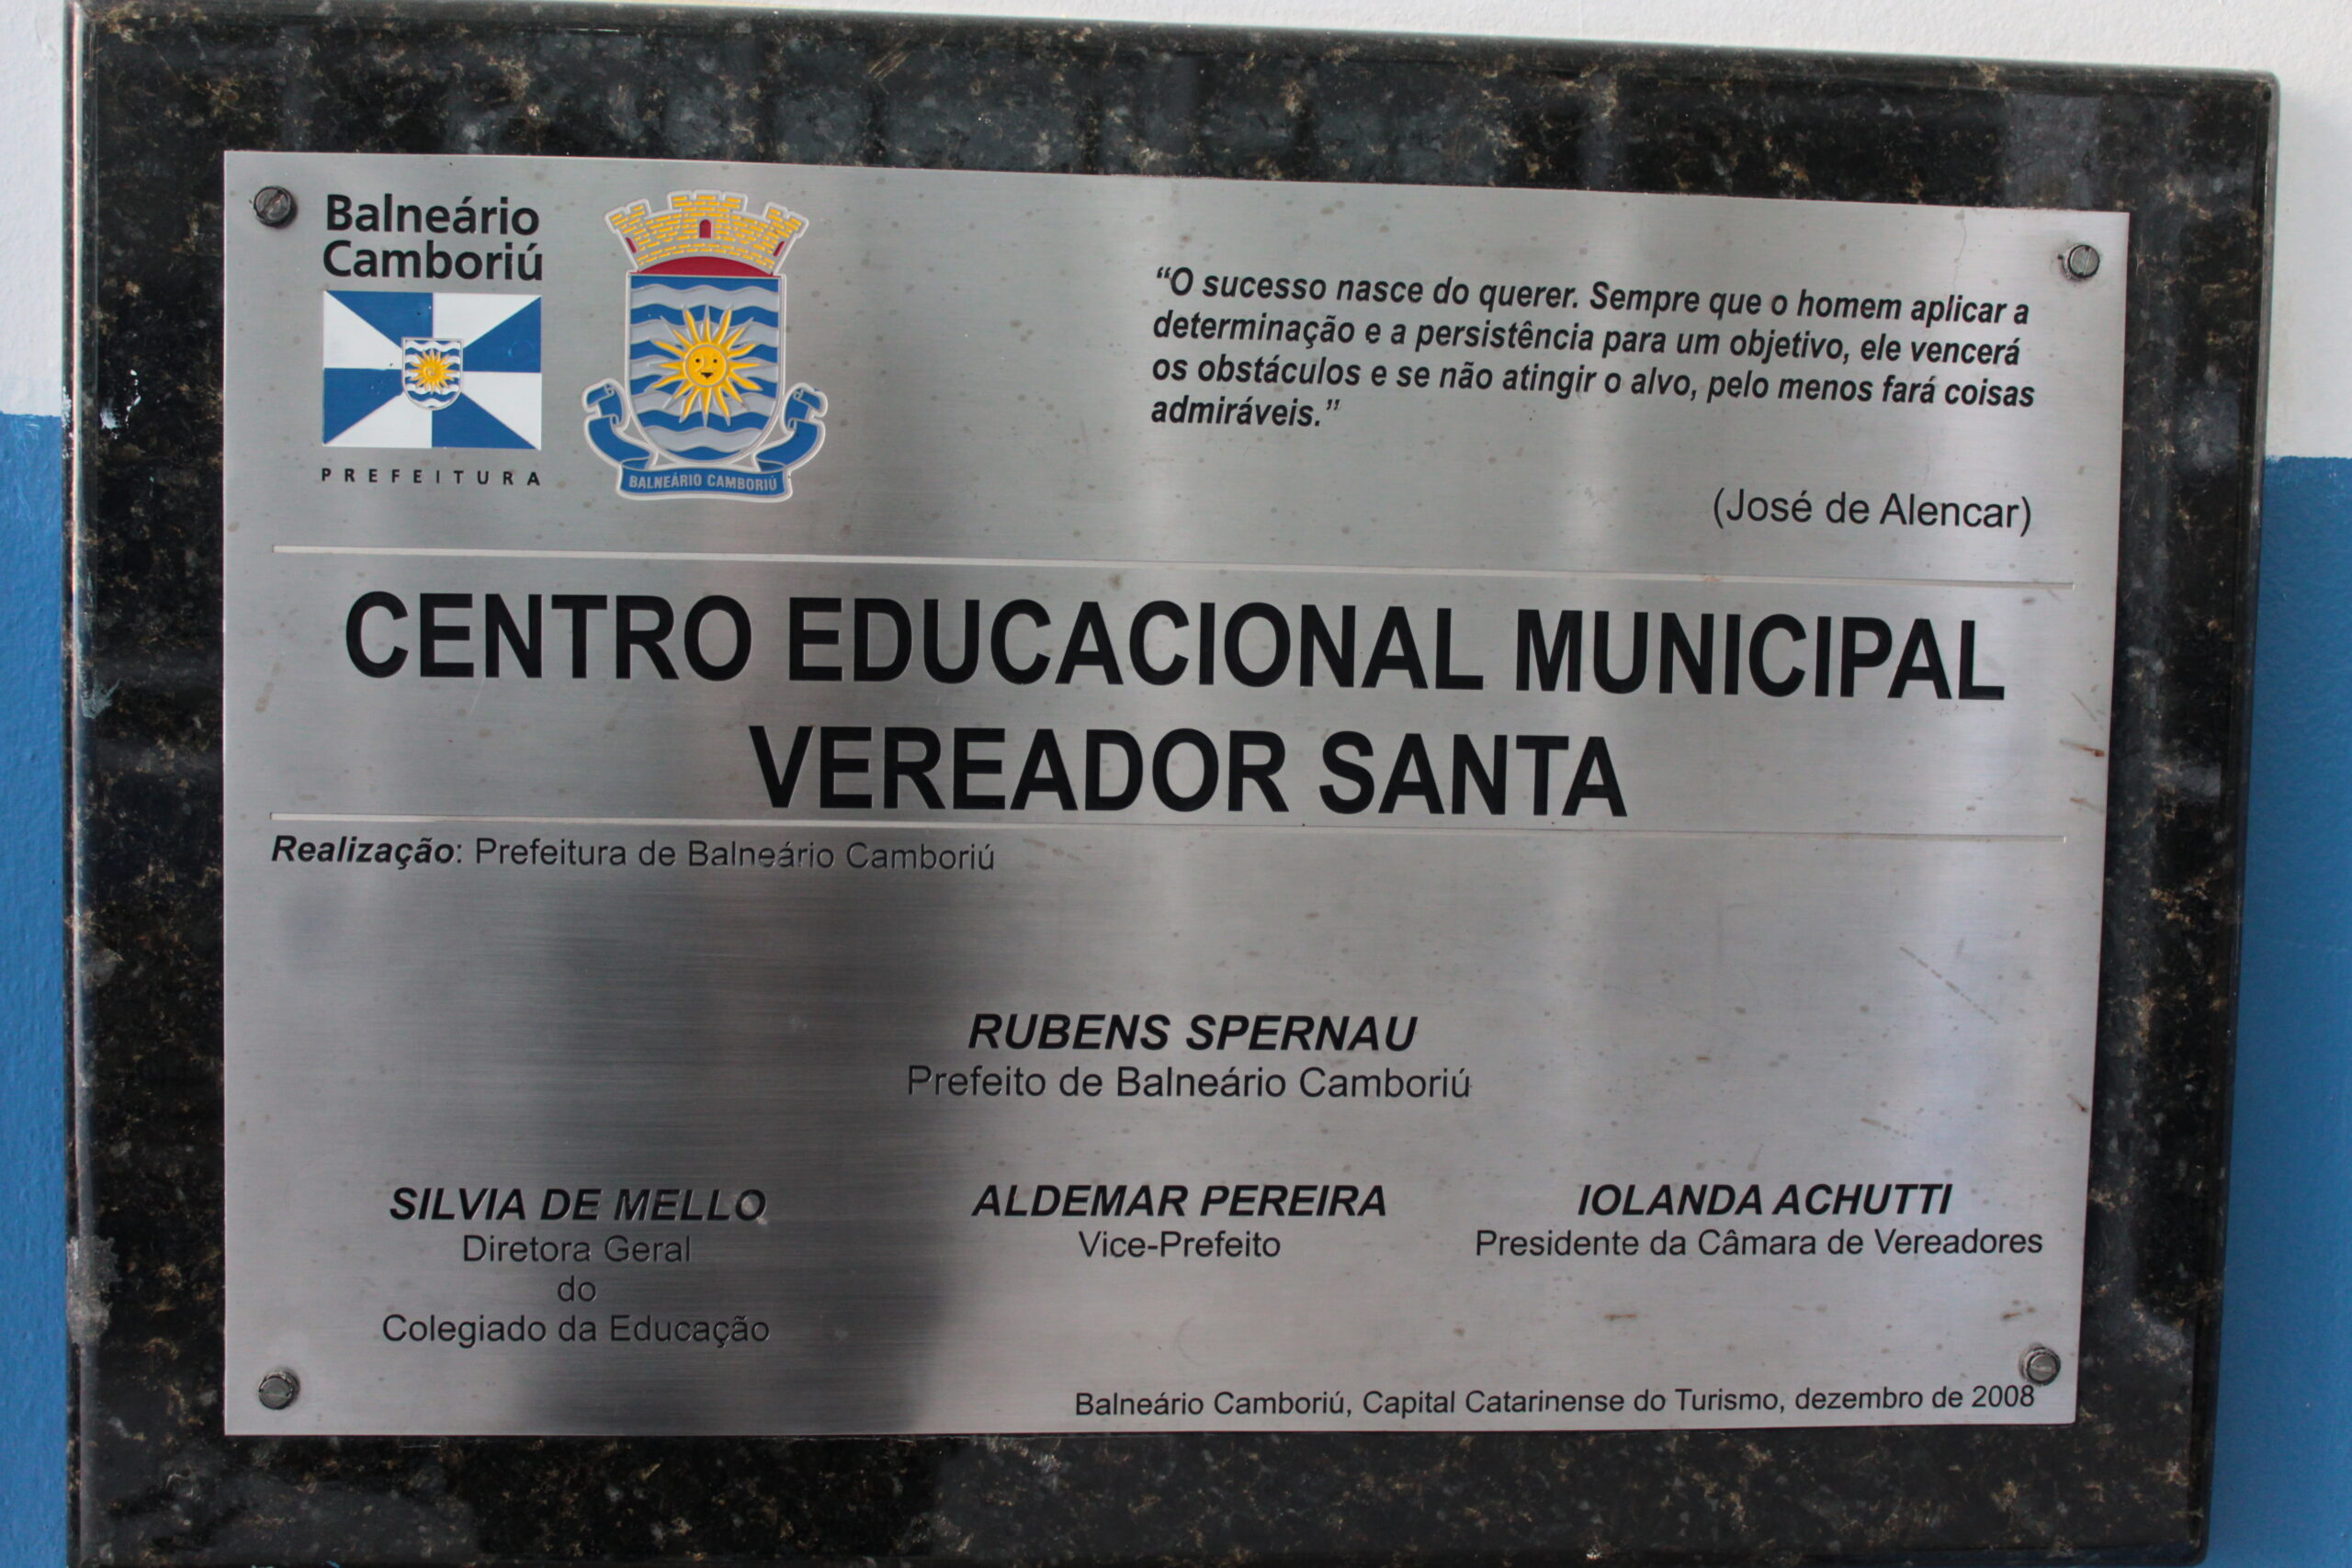 Balneário
Camboriú
PREFEITURA
BALNEÁRIO CAMBORIÚ
“O sucesso nasce do querer. Sempre que o homem aplicar a
determinação e a persistência para um objetivo, ele vencerá
os obstáculos e se não atingir o alvo, pelo menos fará coisas
admiráveis.”
(José de Alencar)
CENTRO EDUCACIONAL MUNICIPAL
VEREADOR SANTA
Realização: Prefeitura de Balneário Camboriú
RUBENS SPERNAU
Prefeito de Balneário Camboriú
SILVIA DE MELLO
Diretora Geral
do
Colegiado da Educação
ALDEMAR PEREIRA
Vice-Prefeito
IOLANDA ACHUTTI
Presidente da Câmara de Vereadores
Balneário Camboriú, Capital Catarinense do Turismo, dezembro de 2008